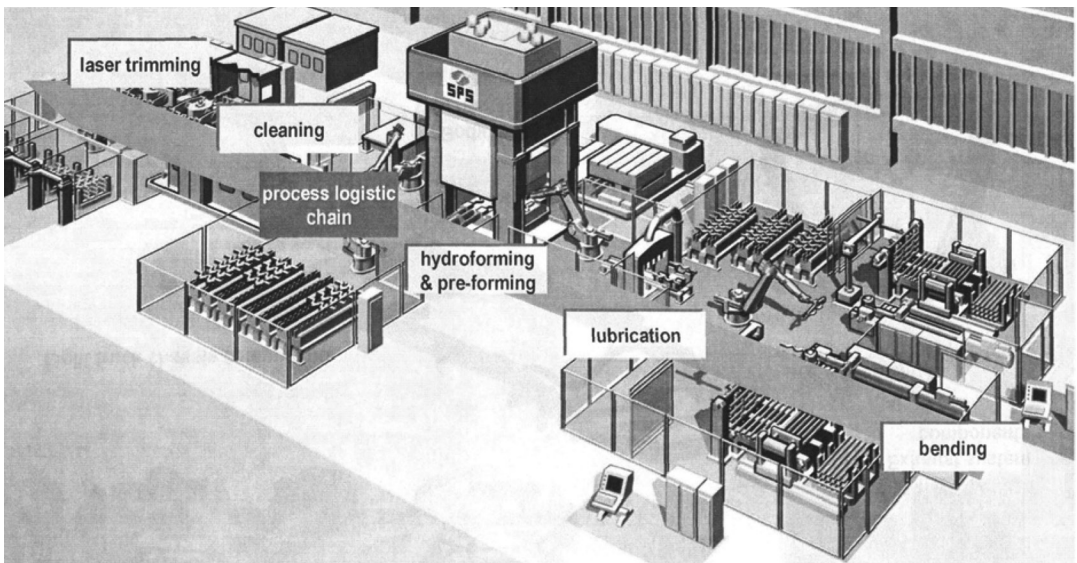 laser trimming
SPS
cleaning
process logistic
chain
hydroforming
& pre-forming
lubrication
bending